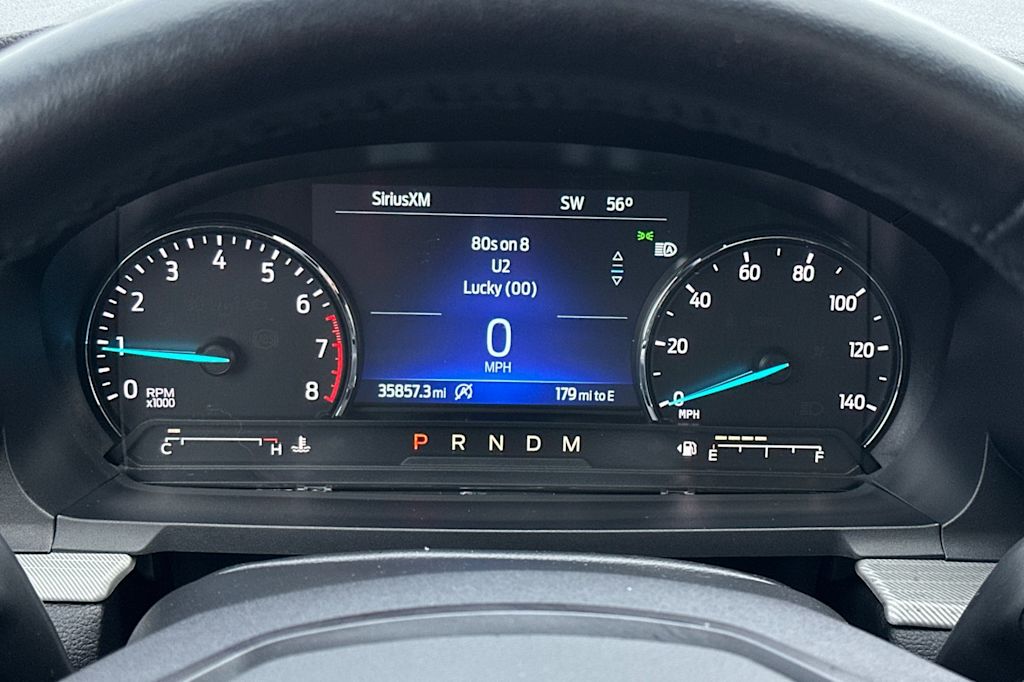 SiriusXM SW 56°
80s on 8
U2
Lucky (00)
0
MPH
35857.3 mi 179 mi to E
0 1 2 3 4 5 6 7 8
RPM
x1000
0 20 40 60 80 100 120 140
MPH
A
C H
P R N D M
E F